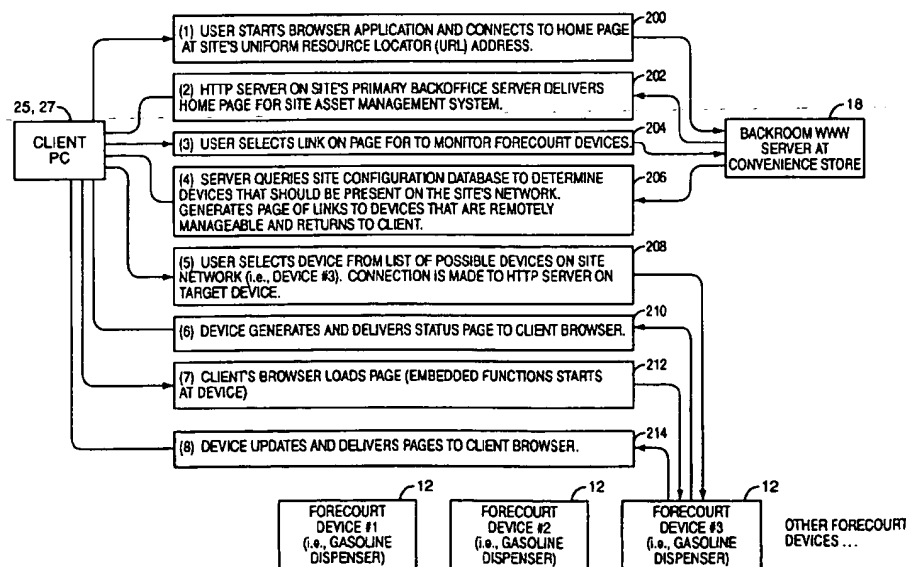 200
(1) USER STARTS BROWSER APPLICATION AND CONNECTS TO HOME PAGE
AT SITE'S UNIFORM RESOURCE LOCATOR (URL) ADDRESS.
202
(2) HTTP SERVER ON SITE'S PRIMARY BACKOFFICE SERVER DELIVERS
HOME PAGE FOR SITE ASSET MANAGEMENT SYSTEM.
25, 27
CLIENT
PC
204
(3) USER SELECTS LINK ON PAGE FOR TO MONITOR FORECOURT DEVICES.
18
BACKROOM WWW
SERVER AT
CONVENIENCE STORE
206
(4) SERVER QUERIES SITE CONFIGURATION DATABASE TO DETERMINE
DEVICES THAT SHOULD BE PRESENT ON THE SITE'S NETWORK.
GENERATES PAGE OF LINKS TO DEVICES THAT ARE REMOTELY
MANAGEABLE AND RETURNS TO CLIENT.
208
(5) USER SELECTS DEVICE FROM LIST OF POSSIBLE DEVICES ON SITE
NETWORK (i.e., DEVICE #3). CONNECTION IS MADE TO HTTP SERVER ON
TARGET DEVICE.
210
(6) DEVICE GENERATES AND DELIVERS STATUS PAGE TO CLIENT BROWSER.
212
(7) CLIENT'S BROWSER LOADS PAGE (EMBEDDED FUNCTIONS STARTS
AT DEVICE)
214
(8) DEVICE UPDATES AND DELIVERS PAGES TO CLIENT BROWSER.
12
FORECOURT
DEVICE #1
(i.e., GASOLINE
DISPENSER)
12
FORECOURT
DEVICE #2
(i.e., GASOLINE
DISPENSER)
12
FORECOURT
DEVICE #3
(i.e., GASOLINE
DISPENSER)
OTHER FORECOURT
DEVICES ...